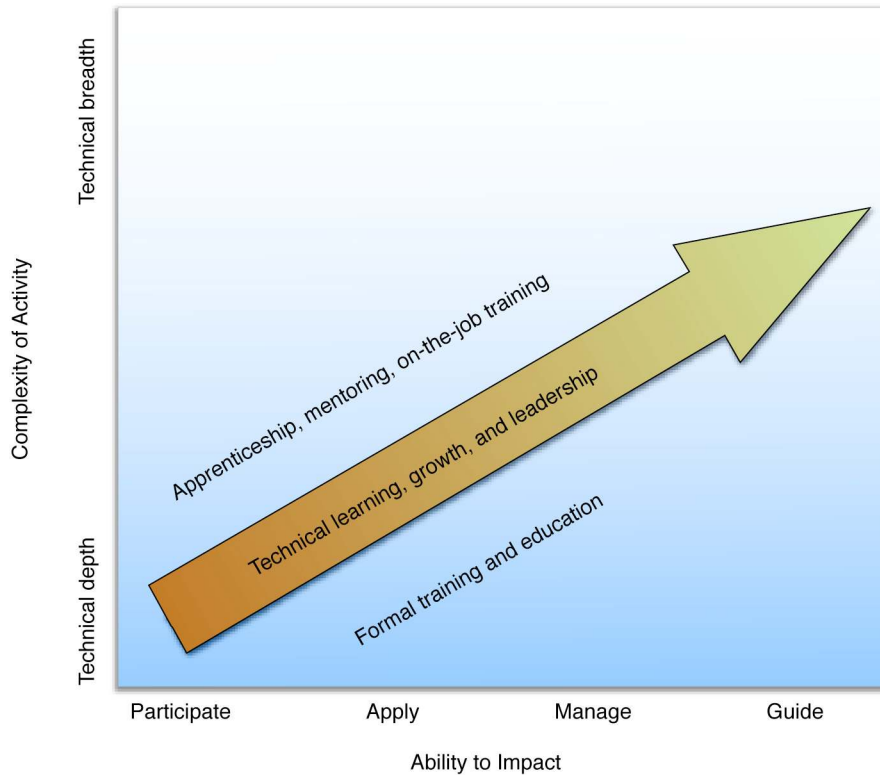 Technical breadth
Complexity of Activity
Technical depth
Apprenticeship, mentoring, on-the-job training
Technical learning, growth, and leadership
Formal training and education
Participate
Apply
Manage
Guide
Ability to Impact